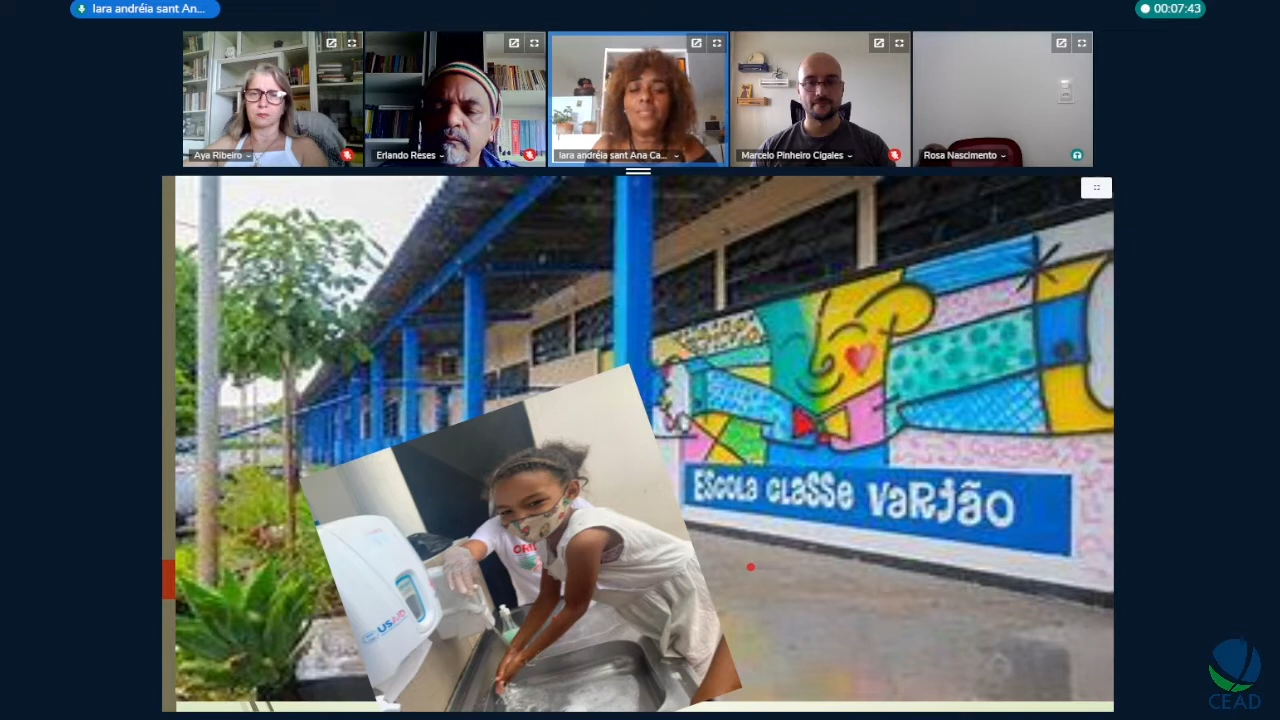 Iara andréia sant An...
00:07:43
Aya Ribeiro
Erlando Reses
Iara andréia sant Ana Ca...
Marcelo Pinheiro Cigales
Rosa Nascimento
ESCOLA CLASSE VARJÃO
USAID
CEAD